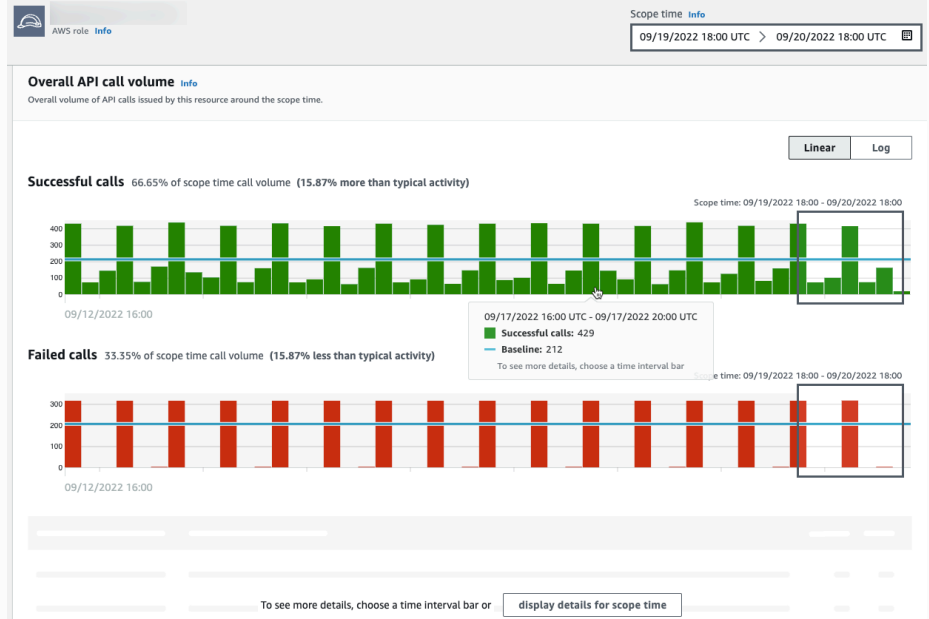 Scope time Info
AWS role Info
09/19/2022 18:00 UTC > 09/20/2022 18:00 UTC
Overall API call volume Info
Overall volume of API calls issued by this resource around the scope time.
Linear Log
Successful calls 66.65% of scope time call volume (15.87% more than typical activity)
Scope time: 09/19/2022 18:00 - 09/20/2022 18:00
400
300
200
100
0
09/12/2022 16:00
09/17/2022 16:00 UTC - 09/17/2022 20:00 UTC
Successful calls: 429
Baseline: 212
To see more details, choose a time interval bar
Failed calls 33.35% of scope time call volume (15.87% less than typical activity)
e time: 09/19/2022 18:00 - 09/20/2022 18:00
300
200
100
0
09/12/2022 16:00
To see more details, choose a time interval bar or display details for scope time